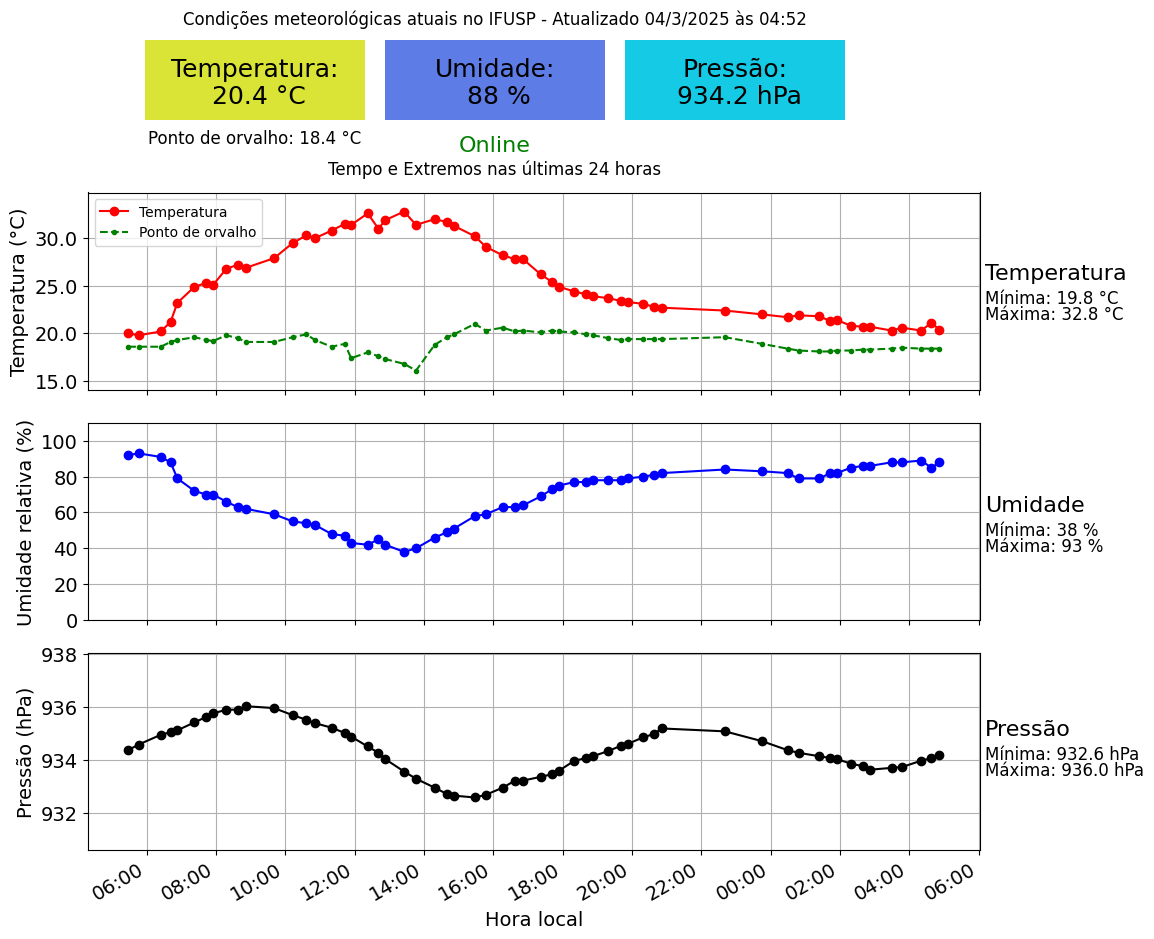 Condições meteorológicas atuais no IFUSP - Atualizado 04/3/2025 às 04:52
Temperatura:
20.4 °C
Umidade:
88 %
Pressão:
934.2 hPa
Ponto de orvalho: 18.4 °C
Online
Tempo e Extremos nas últimas 24 horas
Temperatura (°C)
30.0
25.0
20.0
15.0
Temperatura
Ponto de orvalho
Temperatura
Mínima: 19.8 °C
Máxima: 32.8 °C
Umidade relativa (%)
100
80
60
40
20
0
Umidade
Mínima: 38 %
Máxima: 93 %
Pressão (hPa)
938
936
934
932
Pressão
Mínima: 932.6 hPa
Máxima: 936.0 hPa
06:00 08:00 10:00 12:00 14:00 16:00 18:00 20:00 22:00 00:00 02:00 04:00 06:00
Hora local